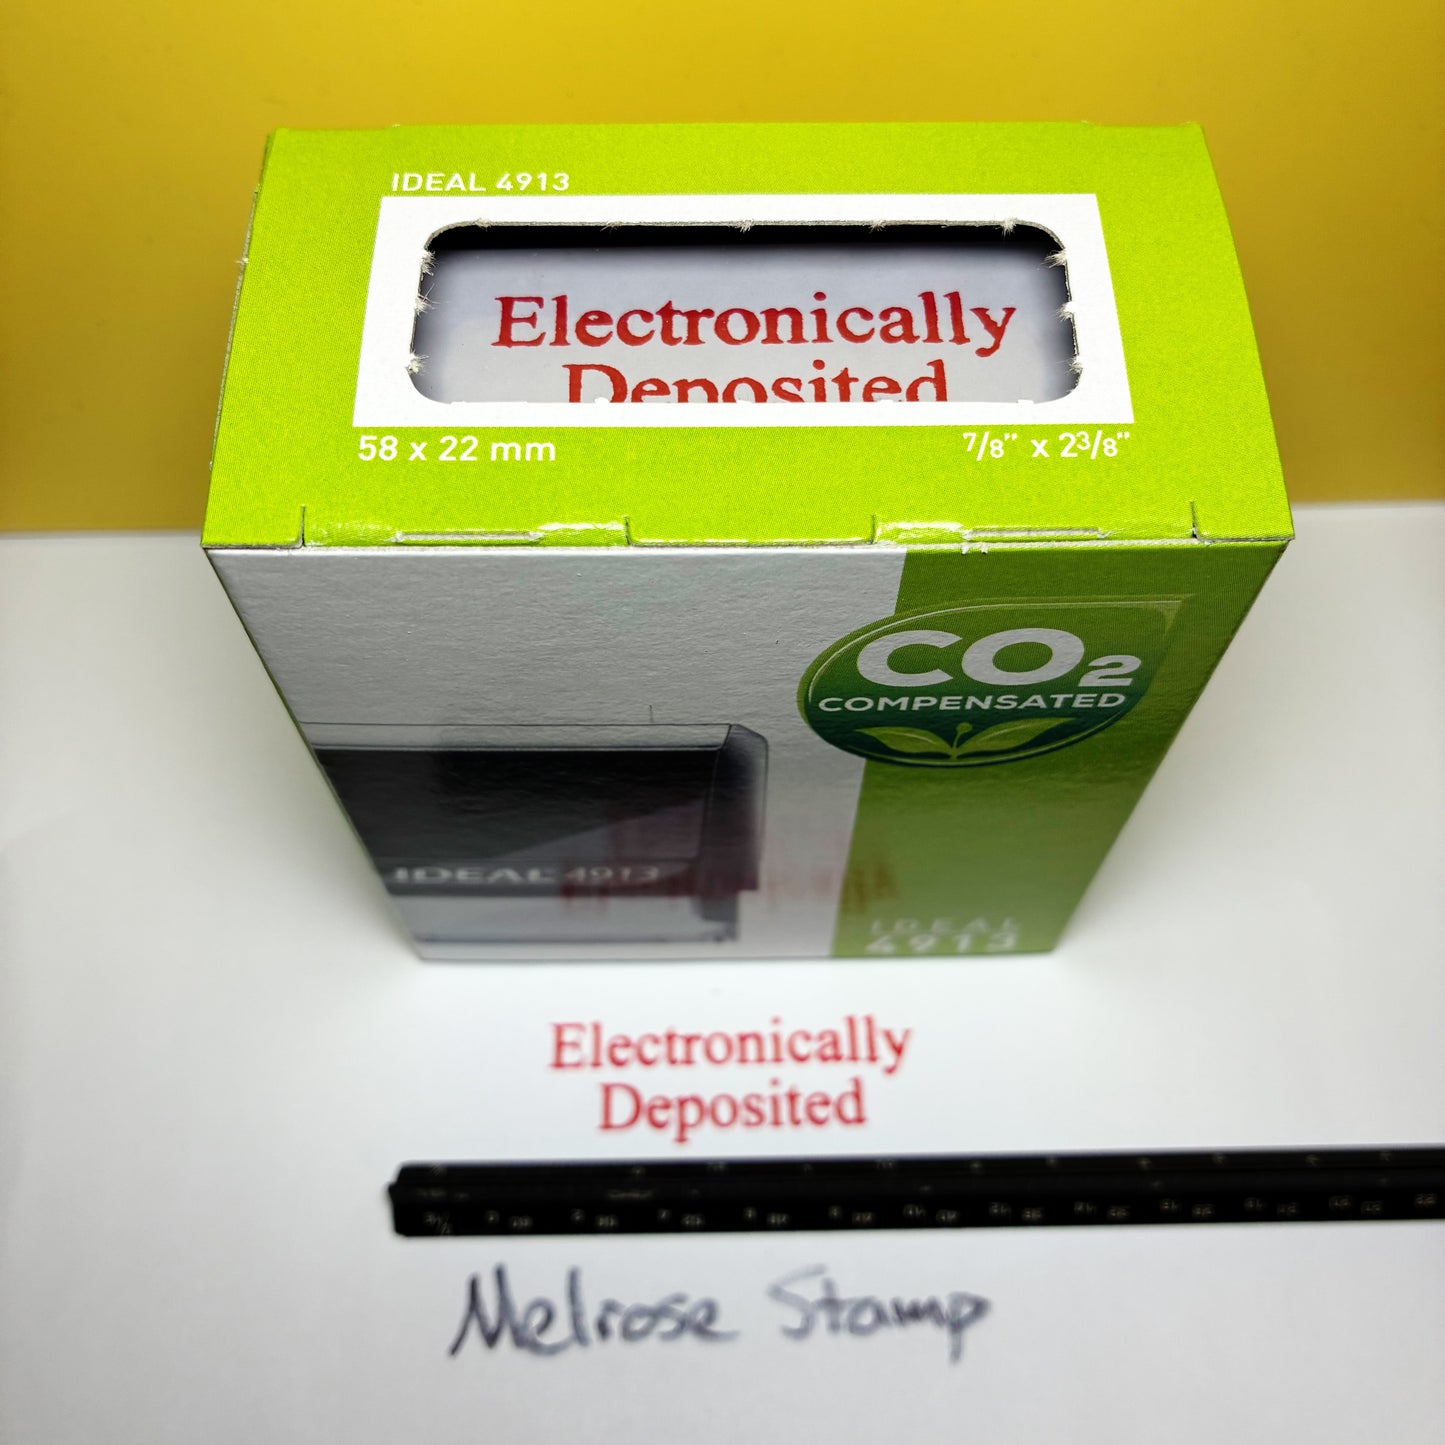 IDEAL 4913
Electronically
Deposited
58 x 22 mm
7/8" x 23/8"
CO2
COMPENSATED
IDEAL 4913
IDEAL
4913
Electronically
Deposited
Melrose Stamp